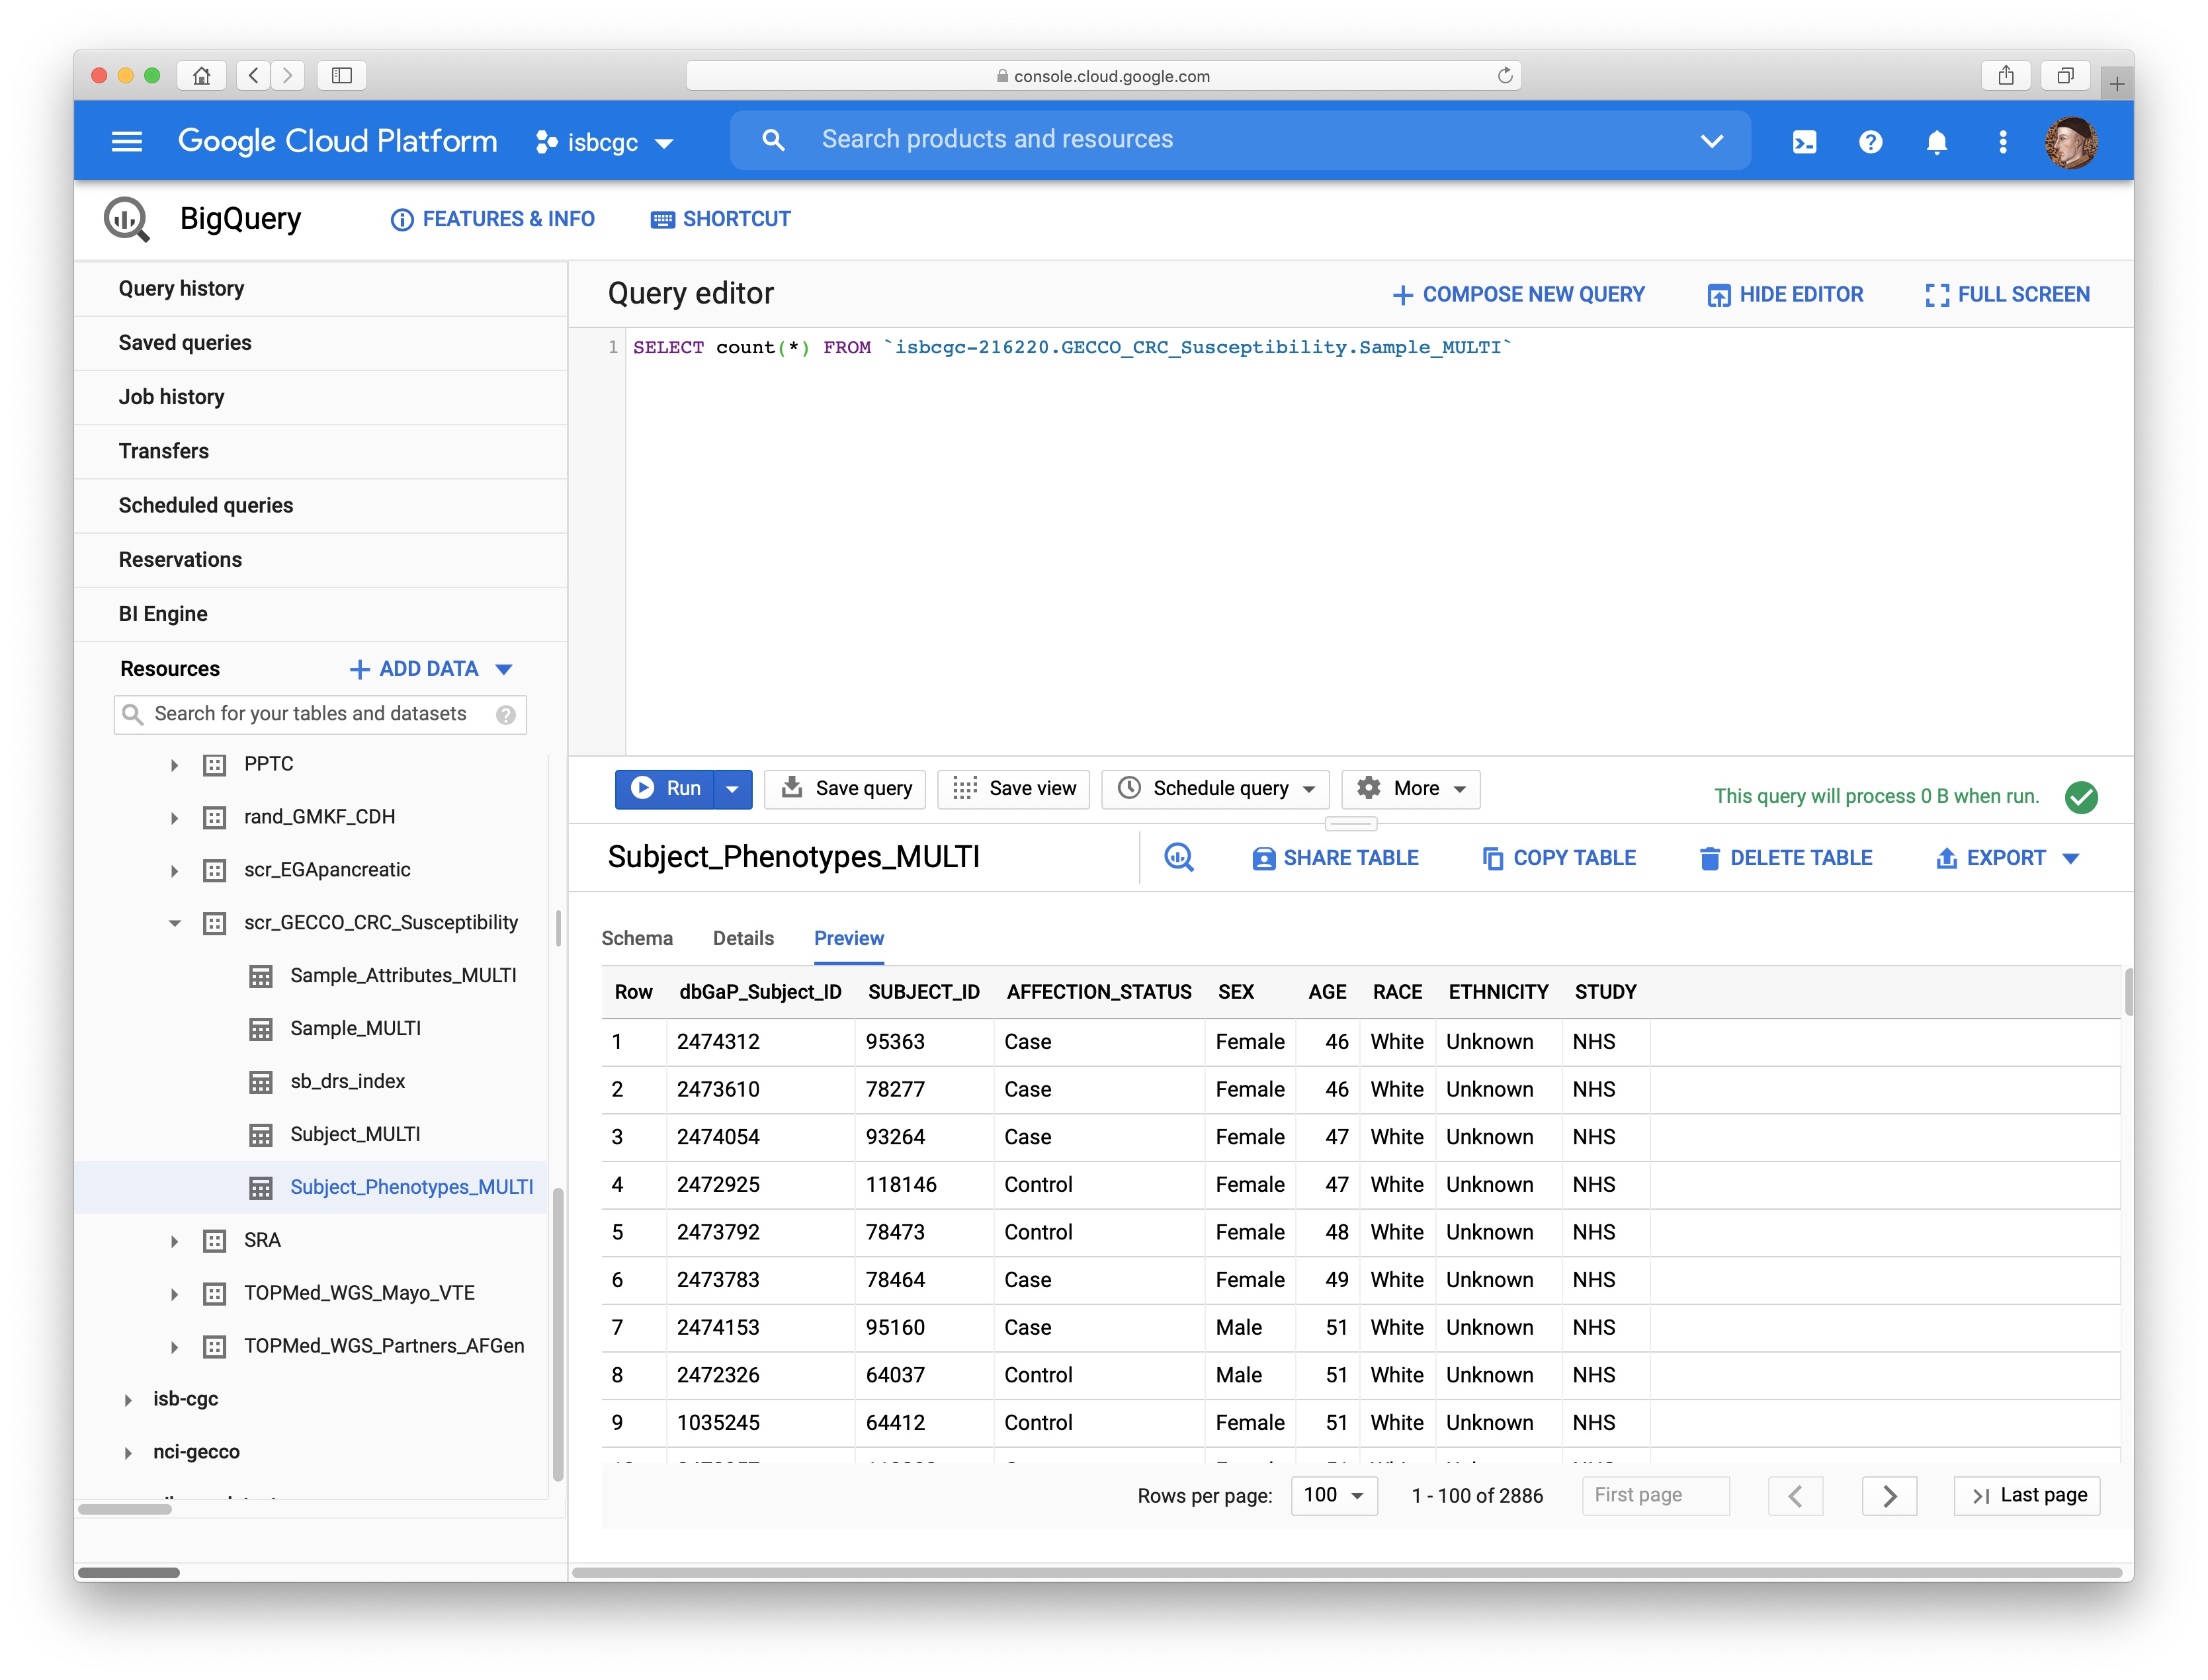 console.cloud.google.com
Google Cloud Platform isbcgc Search products and resources
BigQuery FEATURES & INFO SHORTCUT
Query history
Saved queries
Job history
Transfers
Scheduled queries
Reservations
BI Engine
Resources ADD DATA
Search for your tables and datasets
PPTC
rand_GMKF_CDH
scr_EGApancreatic
scr_GECCO_CRC_Susceptibility
Sample_Attributes_MULTI
Sample_MULTI
sb_drs_index
Subject_MULTI
Subject_Phenotypes_MULTI
SRA
TOPMed_WGS_Mayo_VTE
TOPMed_WGS_Partners_AFGen
isb-cgc
nci-gecco
Query editor COMPOSE NEW QUERY HIDE EDITOR FULL SCREEN
1 SELECT count(*) FROM `isbcgc-216220.GECCO_CRC_Susceptibility.Sample_MULTI`
Run Save query Save view Schedule query More This query will process 0 B when run.
Subject_Phenotypes_MULTI SHARE TABLE COPY TABLE DELETE TABLE EXPORT
Schema Details Preview
Row dbGaP_Subject_ID SUBJECT_ID AFFECTION_STATUS SEX AGE RACE ETHNICITY STUDY
1 2474312 95363 Case Female 46 White Unknown NHS
2 2473610 78277 Case Female 46 White Unknown NHS
3 2474054 93264 Case Female 47 White Unknown NHS
4 2472925 118146 Control Female 47 White Unknown NHS
5 2473792 78473 Control Female 48 White Unknown NHS
6 2473783 78464 Case Female 49 White Unknown NHS
7 2474153 95160 Case Male 51 White Unknown NHS
8 2472326 64037 Control Male 51 White Unknown NHS
9 1035245 64412 Control Female 51 White Unknown NHS
Rows per page: 100 1 - 100 of 2886 First page Last page